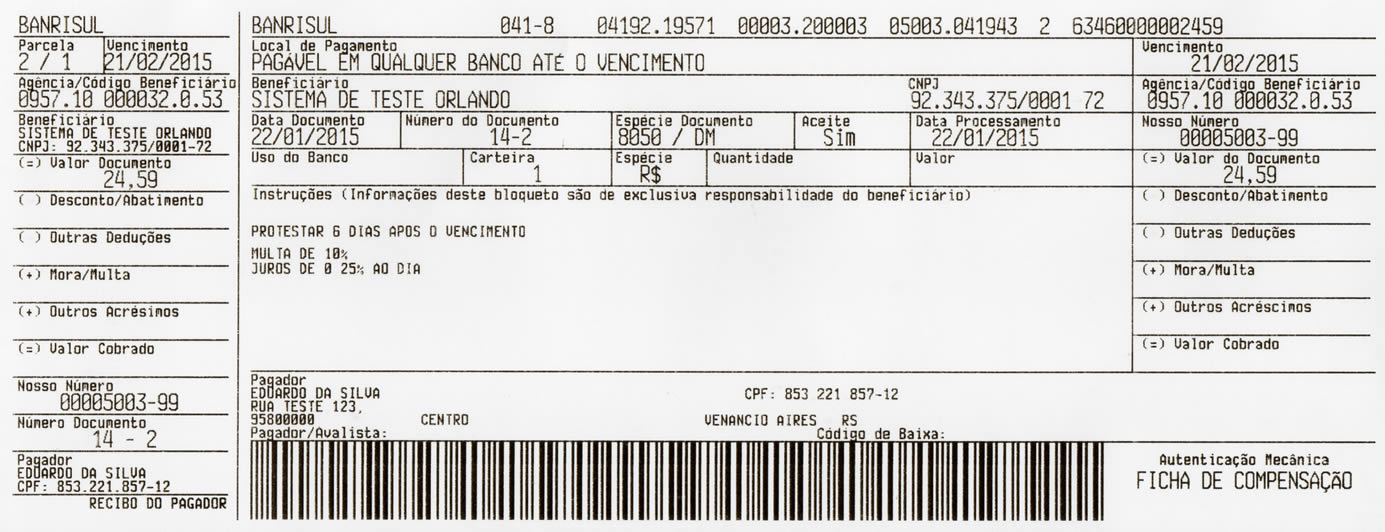 BANRISUL
Parcela Vencimento
2 / 1 21/02/2015
Agência/Código Beneficiário
0957.10 000032.0.53
Beneficiário
SISTEMA DE TESTE ORLANDO
CNPJ: 92.343.375/0001-72
(=) Valor Documento
24,59
( ) Desconto/Abatimento
( ) Outras Deduções
(+) Mora/Multa
(+) Outros Acrésimos
(=) Valor Cobrado
Nosso Número
00005003-99
Número Documento
14 - 2
Pagador
EDUARDO DA SILVA
CPF: 853.221.857-12
RECIBO DO PAGADOR
BANRISUL 041-8 04192.19571 00003.200003 05003.041943 2 63460000002459
Local de Pagamento
PAGÁVEL EM QUALQUER BANCO ATÉ O VENCIMENTO
Vencimento
21/02/2015
Beneficiário CNPJ
SISTEMA DE TESTE ORLANDO 92.343.375/0001 72
Agência/Código Beneficiário
0957.10 000032.0.53
Data Documento Número do Documento Espécie Documento Aceite Data Processamento
22/01/2015 14-2 8050 / DM Sim 22/01/2015
Nosso Número
00005003-99
Uso do Banco Carteira Espécie Quantidade Valor
1 R$
(=) Valor do Documento
24,59
Instruções (Informações deste bloqueto são de exclusiva responsabilidade do beneficiário)
PROTESTAR 6 DIAS APOS O VENCIMENTO
MULTA DE 10%
JUROS DE 0 25% AO DIA
( ) Desconto/Abatimento
( ) Outras Deduções
(+) Mora/Multa
(+) Outros Acréscimos
(=) Valor Cobrado
Pagador
EDUARDO DA SILVA CPF: 853 221 857-12
RUA TESTE 123,
95800000 CENTRO VENANCIO AIRES RS
Pagador/Avalista: Código de Baixa:
Autenticação Mecânica
FICHA DE COMPENSAÇÃO